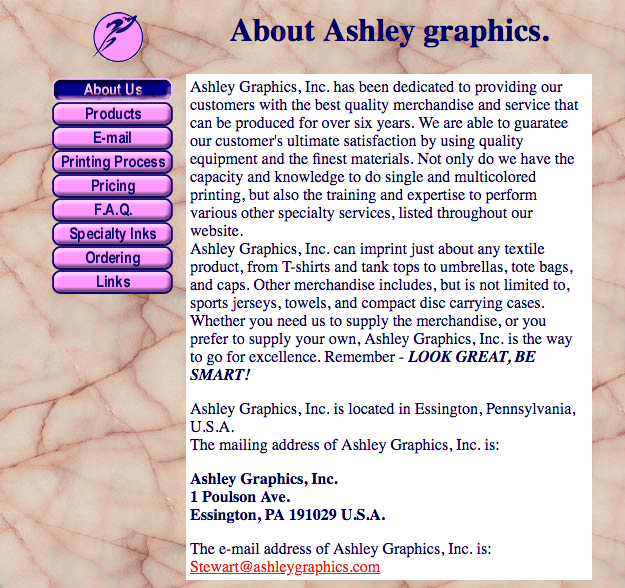 About Ashley graphics.
About Us
Products
E-mail
Printing Process
Pricing
F.A.Q.
Specialty Inks
Ordering
Links
Ashley Graphics, Inc. has been dedicated to providing our
customers with the best quality merchandise and service that
can be produced for over six years. We are able to guaratee
our customer's ultimate satisfaction by using quality
equipment and the finest materials. Not only do we have the
capacity and knowledge to do single and multicolored
printing, but also the training and expertise to perform
various other specialty services, listed throughout our
website.
Ashley Graphics, Inc. can imprint just about any textile
product, from T-shirts and tank tops to umbrellas, tote bags,
and caps. Other merchandise includes, but is not limited to,
sports jerseys, towels, and compact disc carrying cases.
Whether you need us to supply the merchandise, or you
prefer to supply your own, Ashley Graphics, Inc. is the way
to go for excellence. Remember - LOOK GREAT, BE
SMART!
Ashley Graphics, Inc. is located in Essington, Pennsylvania,
U.S.A.
The mailing address of Ashley Graphics, Inc. is:
Ashley Graphics, Inc.
1 Poulson Ave.
Essington, PA 191029 U.S.A.
The e-mail address of Ashley Graphics, Inc. is:
Stewart@ashleygraphics.com